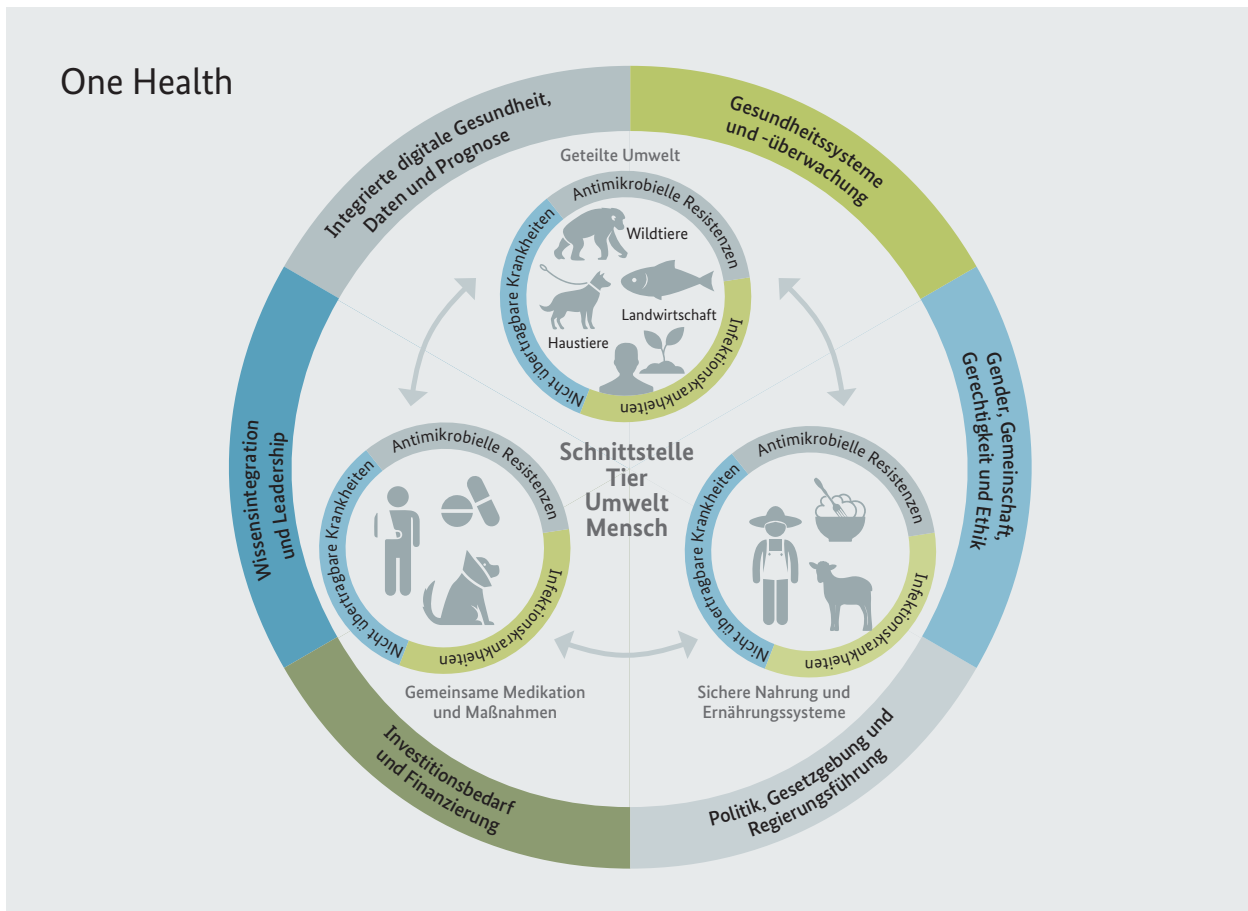 One Health
Integrierte digitale Gesundheit,
Daten und Prognose
Gesundheitssysteme
und -überwachung
Gender, Gemeinschaft,
Gerechtigkeit und Ethik
Politik, Gesetzgebung und
Regierungsführung
Investitionsbedarf
und Finanzierung
Wissensintegration
und Leadership
Geteilte Umwelt
Antimikrobielle Resistenzen
Infektionskrankheiten
Nicht übertragbare Krankheiten
Wildtiere
Landwirtschaft
Haustiere
Schnittstelle
Tier
Umwelt
Mensch
Antimikrobielle Resistenzen
Infektionskrankheiten
Nicht übertragbare Krankheiten
Gemeinsame Medikation
und Maßnahmen
Antimikrobielle Resistenzen
Infektionskrankheiten
Nicht übertragbare Krankheiten
Sichere Nahrung und
Ernährungssysteme